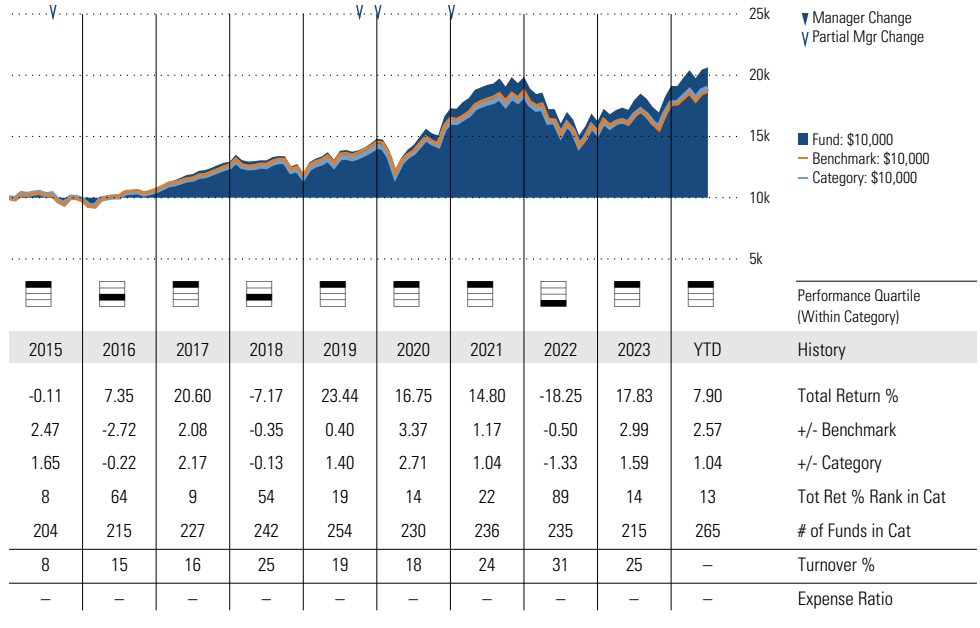 25k
20k
15k
10k
5k
Manager Change
Partial Mgr Change
Fund: $10,000
Benchmark: $10,000
Category: $10,000
Performance Quartile
(Within Category)
2015 2016 2017 2018 2019 2020 2021 2022 2023 YTD History
-0.11 7.35 20.60 -7.17 23.44 16.75 14.80 -18.25 17.83 7.90 Total Return %
2.47 -2.72 2.08 -0.35 0.40 3.37 1.17 -0.50 2.99 2.57 +/- Benchmark
1.65 -0.22 2.17 -0.13 1.40 2.71 1.04 -1.33 1.59 1.04 +/- Category
8 64 9 54 19 14 22 89 14 13 Tot Ret % Rank in Cat
204 215 227 242 254 230 236 235 215 265 # of Funds in Cat
8 15 16 25 19 18 24 31 25 – Turnover %
– – – – – – – – – – Expense Ratio